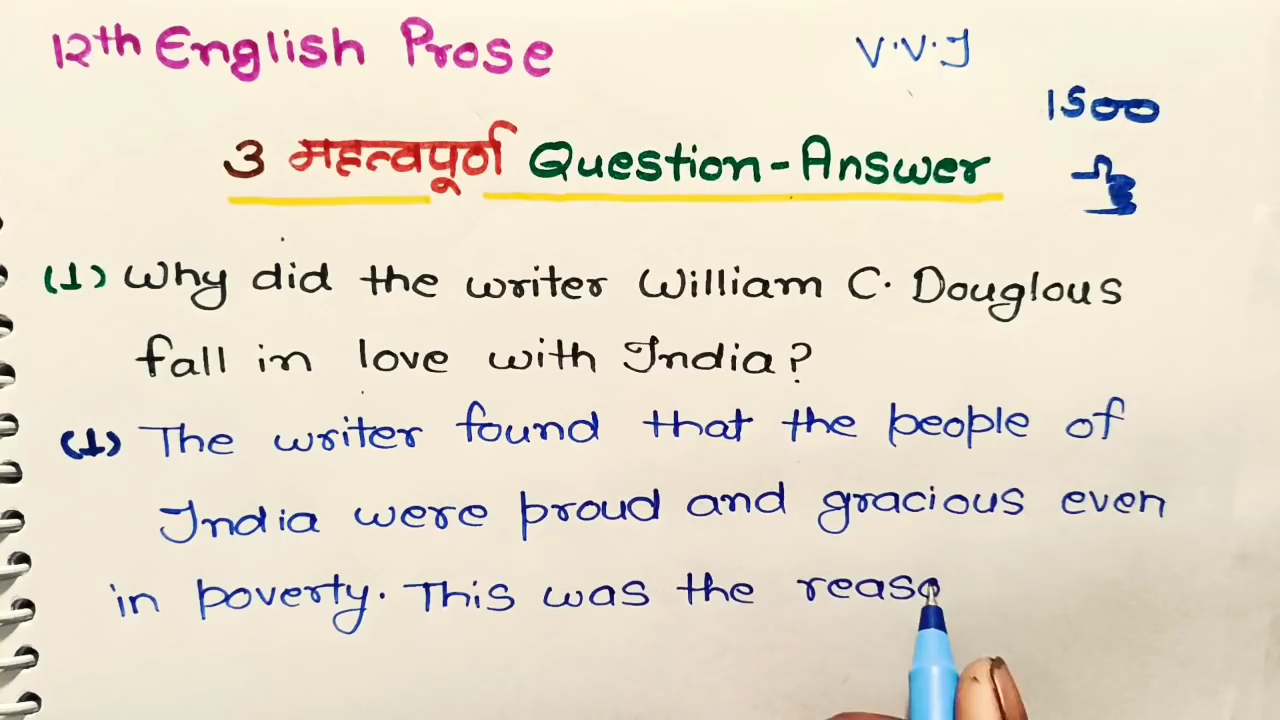 12th English Prose
V.V.I
1500
3 महत्वपूर्ण Question-Answer
(1) Why did the writer William C. Douglous
fall in love with India?
(1) The writer found that the people of
India were proud and gracious even
in poverty. This was the reaso